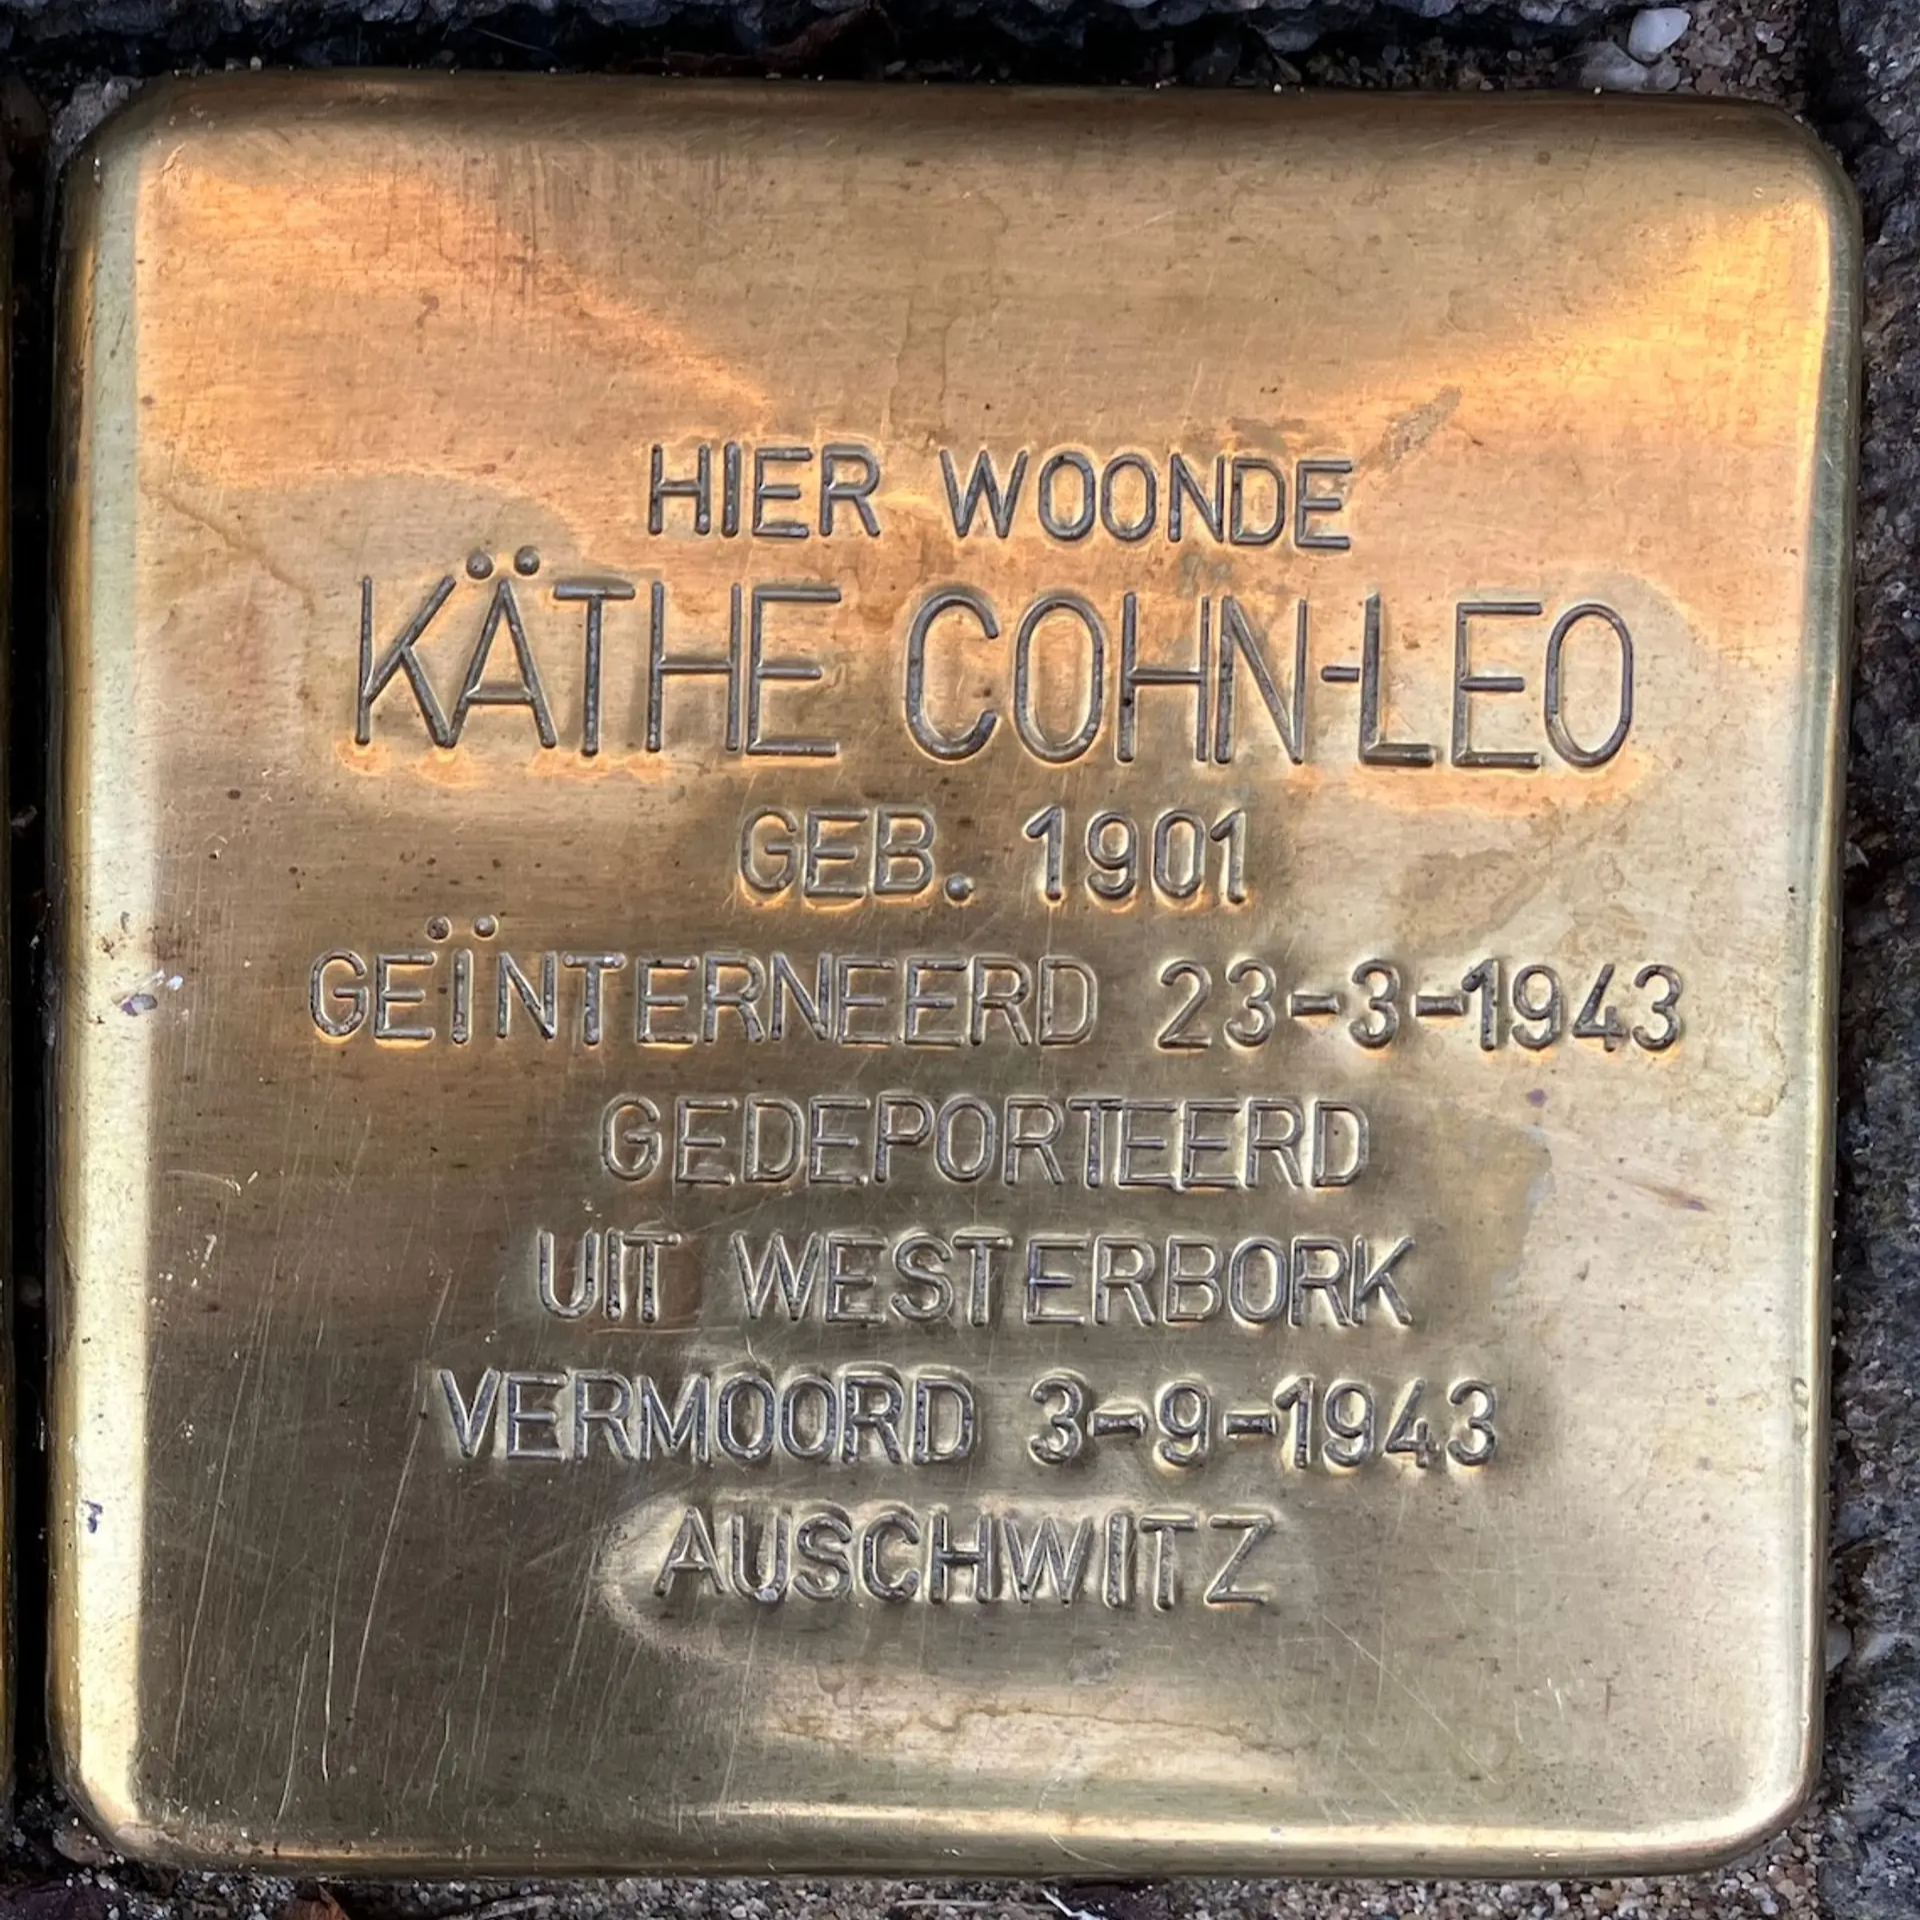 HIER WOONDE
KÄTHE COHN-LEO
GEB. 1901
GEÏNTERNEERD 23-3-1943
GEDEPORTEERD
UIT WESTERBORK
VERMOORD 3-9-1943
AUSCHWITZ